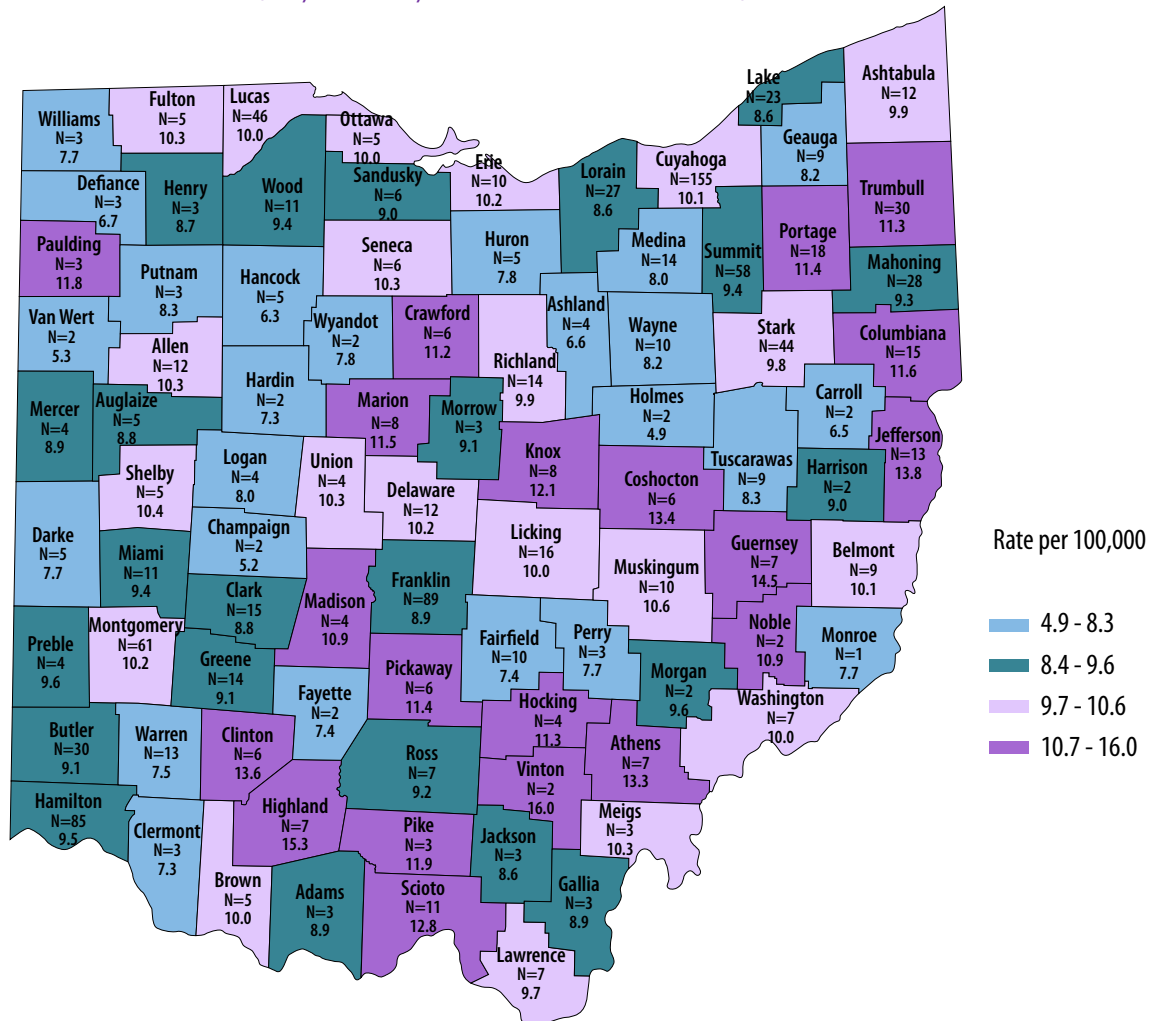 Williams
N=3
7.7
Fulton
N=5
10.3
Lucas
N=46
10.0
Ottawa
N=5
10.0
Erie
N=10
10.2
Lake
N=23
8.6
Ashtabula
N=12
9.9
Geauga
N=9
8.2
Cuyahoga
N=155
10.1
Lorain
N=27
8.6
Defiance
N=3
6.7
Henry
N=3
8.7
Wood
N=11
9.4
Sandusky
N=6
9.0
Trumbull
N=30
11.3
Paulding
N=3
11.8
Putnam
N=3
8.3
Hancock
N=5
6.3
Seneca
N=6
10.3
Huron
N=5
7.8
Medina
N=14
8.0
Summit
N=58
9.4
Portage
N=18
11.4
Mahoning
N=28
9.3
Van Wert
N=2
5.3
Allen
N=12
10.3
Wyandot
N=2
7.8
Crawford
N=6
11.2
Richland
N=14
9.9
Ashland
N=4
6.6
Wayne
N=10
8.2
Stark
N=44
9.8
Columbiana
N=15
11.6
Mercer
N=4
8.9
Auglaize
N=5
8.8
Hardin
N=2
7.3
Marion
N=8
11.5
Morrow
N=3
9.1
Holmes
N=2
4.9
Carroll
N=2
6.5
Jefferson
N=13
13.8
Shelby
N=5
10.4
Logan
N=4
8.0
Union
N=4
10.3
Delaware
N=12
10.2
Knox
N=8
12.1
Coshocton
N=6
13.4
Tuscarawas
N=9
8.3
Harrison
N=2
9.0
Darke
N=5
7.7
Miami
N=11
9.4
Champaign
N=2
5.2
Clark
N=15
8.8
Madison
N=4
10.9
Franklin
N=89
8.9
Licking
N=16
10.0
Muskingum
N=10
10.6
Guernsey
N=7
14.5
Belmont
N=9
10.1
Preble
N=4
9.6
Montgomery
N=61
10.2
Greene
N=14
9.1
Fayette
N=2
7.4
Pickaway
N=6
11.4
Fairfield
N=10
7.4
Perry
N=3
7.7
Morgan
N=2
9.6
Noble
N=2
10.9
Monroe
N=1
7.7
Washington
N=7
10.0
Butler
N=30
9.1
Warren
N=13
7.5
Clinton
N=6
13.6
Ross
N=7
9.2
Hocking
N=4
11.3
Athens
N=7
13.3
Vinton
N=2
16.0
Meigs
N=3
10.3
Hamilton
N=85
9.5
Clermont
N=3
7.3
Highland
N=7
15.3
Pike
N=3
11.9
Jackson
N=3
8.6
Brown
N=5
10.0
Adams
N=3
8.9
Scioto
N=11
12.8
Gallia
N=3
8.9
Lawrence
N=7
9.7
Rate per 100,000
4.9 - 8.3
8.4 - 9.6
9.7 - 10.6
10.7 - 16.0